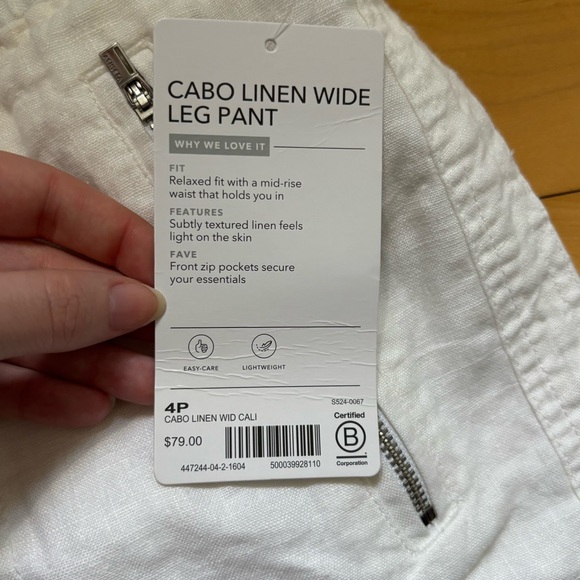 CABO LINEN WIDE
LEG PANT
WHY WE LOVE IT
FIT
Relaxed fit with a mid-rise
waist that holds you in
FEATURES
Subtly textured linen feels
light on the skin
FAVE
Front zip pockets secure
your essentials
EASY-CARE
LIGHTWEIGHT
4P
S524-0067
CABO LINEN WID CALI
$79.00
447244-04-2-1604
500039928110
Certified
B
Corporation